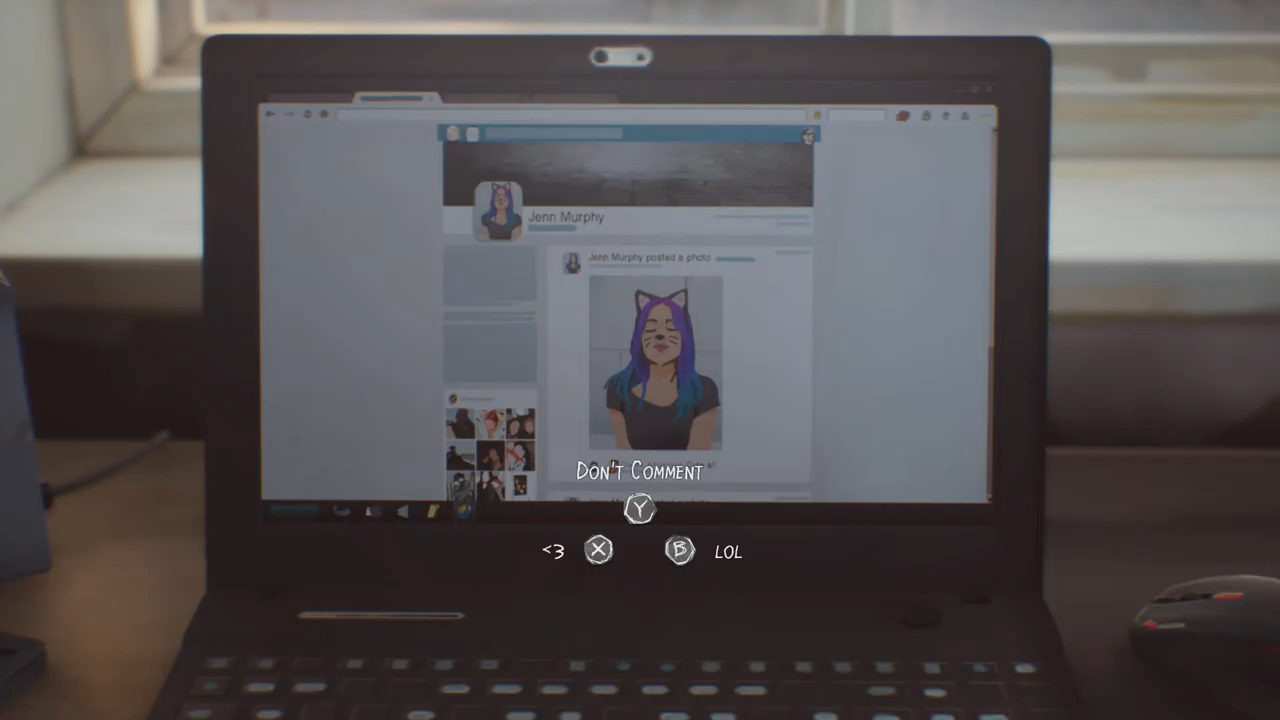 Jenn Murphy
Jenn Murphy posted a photo
DON'T COMMENT
Y
<3 X B LOL